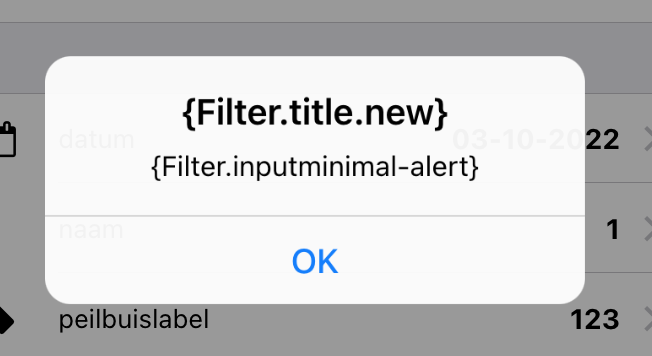 {Filter.title.new}
datum 03-10-2022
{Filter.inputminimal-alert}
naam 1
OK
peilbuislabel 123